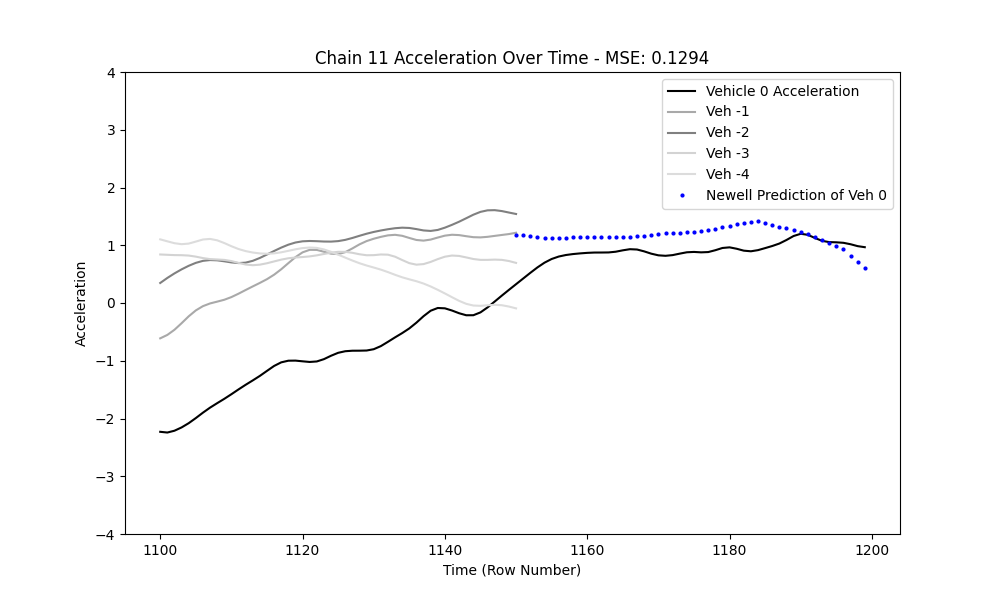 Chain 11 Acceleration Over Time - MSE: 0.1294
4
3
2
1
0
−1
−2
−3
−4
Acceleration
Vehicle 0 Acceleration
Veh -1
Veh -2
Veh -3
Veh -4
Newell Prediction of Veh 0
1100 1120 1140 1160 1180 1200
Time (Row Number)